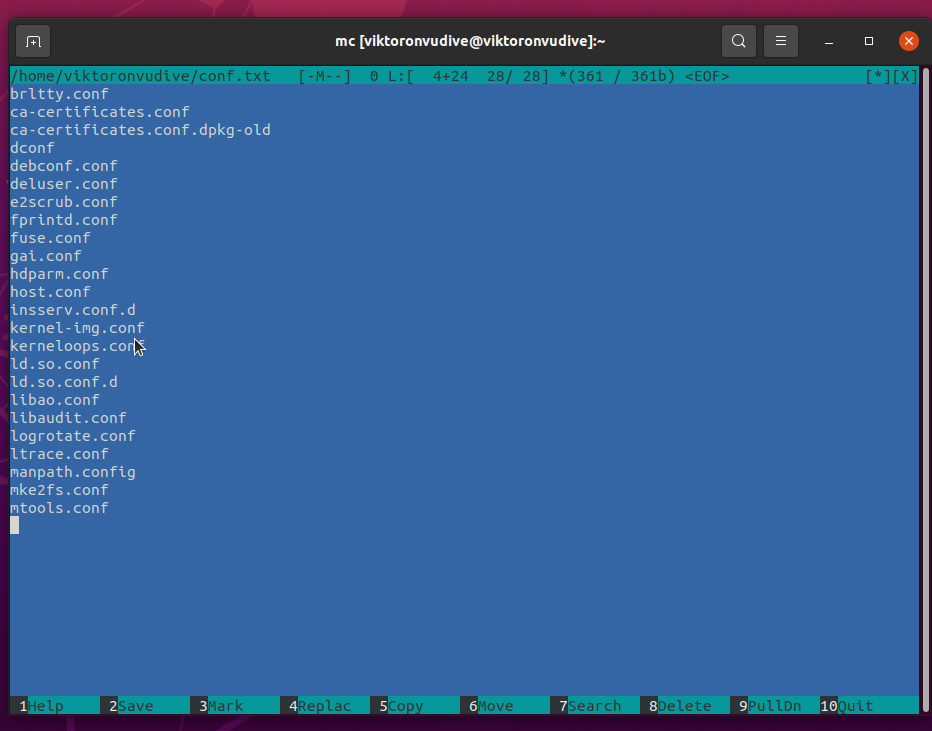 mc [viktoronvudive@viktoronvudive]:~
/home/viktoronvudive/conf.txt   [-M--]  0 L:[  4+24  28/ 28] *(361 / 361b) <EOF>               [*][X]
brltty.conf
ca-certificates.conf
ca-certificates.conf.dpkg-old
dconf
debconf.conf
deluser.conf
e2scrub.conf
fprintd.conf
fuse.conf
gai.conf
hdparm.conf
host.conf
insserv.conf.d
kernel-img.conf
kerneloops.conf
ld.so.conf
ld.so.conf.d
libao.conf
libaudit.conf
logrotate.conf
ltrace.conf
manpath.config
mke2fs.conf
mtools.conf
1Help 2Save 3Mark 4Replac 5Copy 6Move 7Search 8Delete 9PullDn 10Quit